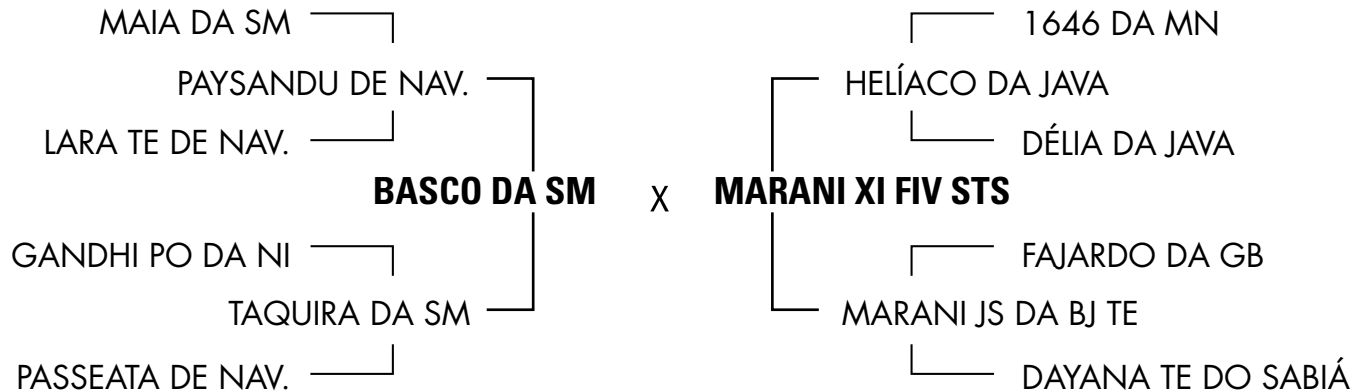 MAIA DA SM 1646 DA MN
PAYSANDU DE NAV. HELÍACO DA JAVA
LARA TE DE NAV. DÉLIA DA JAVA
BASCO DA SM X MARANI XI FIV STS
GANDHI PO DA NI FAJARDO DA GB
TAQUIRA DA SM MARANI JS DA BJ TE
PASSEATA DE NAV. DAYANA TE DO SABIÁ